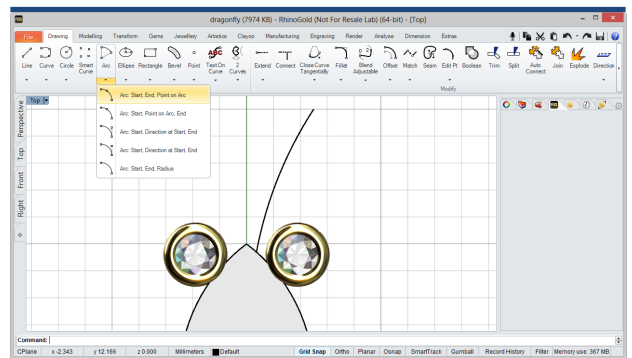 RG dragonfly (7974 KB) - RhinoGold (Not For Resale Lab) (64-bit) - [Top]
File Drawing Modelling Transform Gems Jewellery Artistics Clayoo Manufacturing Engraving Render Analyse Dimension Extras
Line Curve Circle Smart Curve Arc Ellipse Rectangle Bevel Point Text On Curve 2 Curves Extend Connect Close Curve Tangentially Fillet Blend Adjustable Offset Match Seam Edit Pt Boolean Trim Split Auto Connect Join Explode Direction
Modify
Arc: Start, End, Point on Arc
Arc: Start, Point on Arc, End
Arc: Start, Direction at Start, End
Arc: Start, Direction at Start, End
Arc: Start, End, Radius
Top
Perspective
Top
Front
Right
Command:
CPlane x -2.343 y 12.166 z 0.000 Millimeters Default Grid Snap Ortho Planar Osnap SmartTrack Gumball Record History Filter Memory use: 367 MB